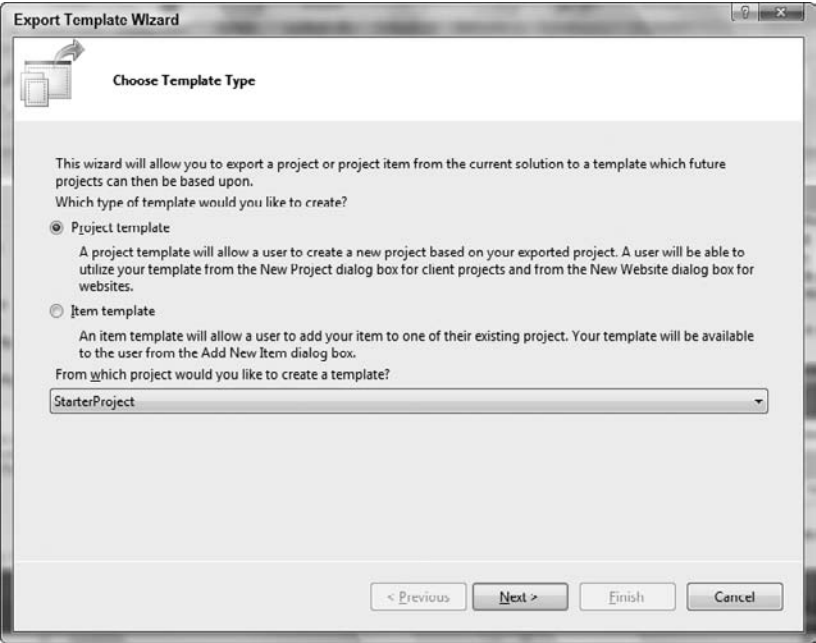 Export Template Wizard
?
Choose Template Type
This wizard will allow you to export a project or project item from the current solution to a template which future
projects can then be based upon.
Which type of template would you like to create?
Project template
A project template will allow a user to create a new project based on your exported project. A user will be able to
utilize your template from the New Project dialog box for client projects and from the New Website dialog box for
websites.
Item template
An item template will allow a user to add your item to one of their existing project. Your template will be available
to the user from the Add New Item dialog box.
From which project would you like to create a template?
StarterProject
< Previous Next > Finish Cancel